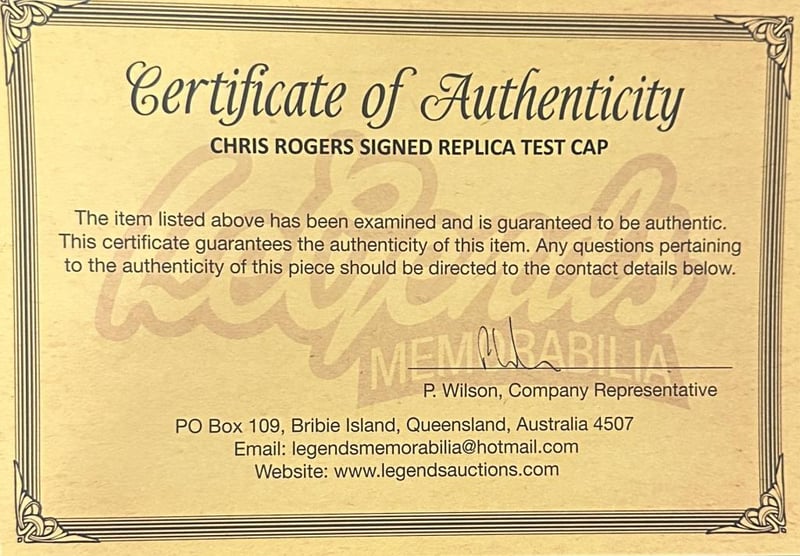 Certificate of Authenticity
CHRIS ROGERS SIGNED REPLICA TEST CAP
Legends
The item listed above has been examined and is guaranteed to be authentic.
This certificate guarantees the authenticity of this item. Any questions pertaining
to the authenticity of this piece should be directed to the contact details below.
MEMORABILIA
P. Wilson, Company Representative
PO Box 109, Bribie Island, Queensland, Australia 4507
Email: legendsmemorabilia@hotmail.com
Website: www.legendsauctions.com